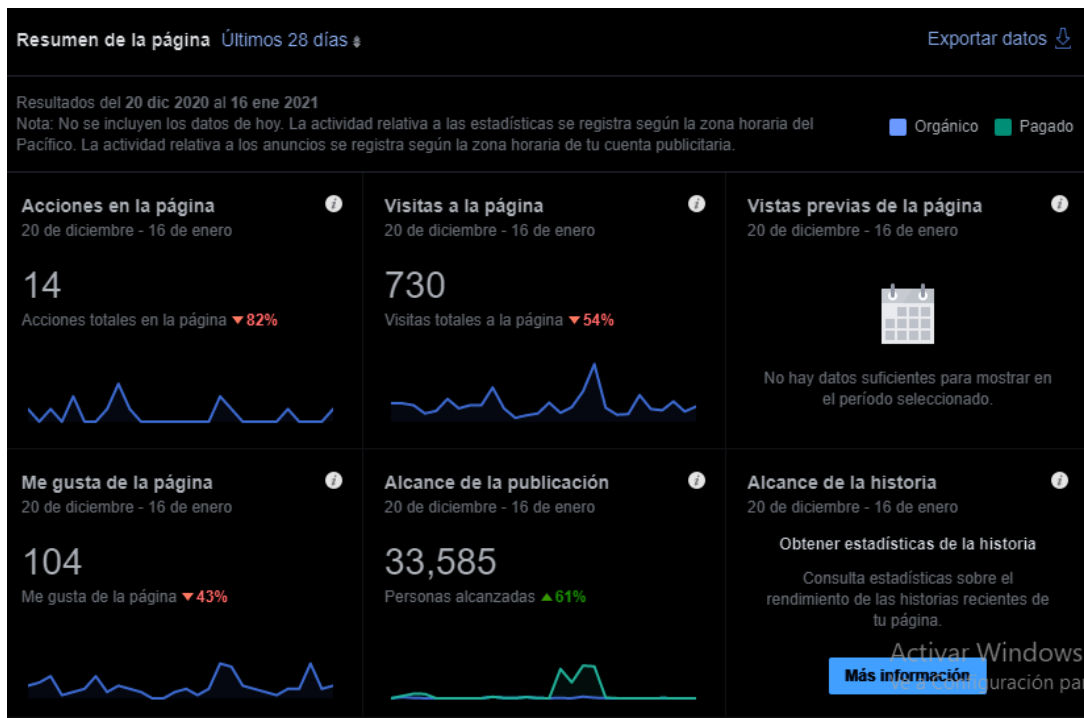 Resumen de la página Últimos 28 días
Exportar datos
Resultados del 20 dic 2020 al 16 ene 2021
Nota: No se incluyen los datos de hoy. La actividad relativa a las estadísticas se registra según la zona horaria del
Pacífico. La actividad relativa a los anuncios se registra según la zona horaria de tu cuenta publicitaria.
Orgánico Pagado
Acciones en la página
20 de diciembre - 16 de enero
14
Acciones totales en la página ▼82%
Visitas a la página
20 de diciembre - 16 de enero
730
Visitas totales a la página ▼54%
Vistas previas de la página
20 de diciembre - 16 de enero
No hay datos suficientes para mostrar en
el período seleccionado.
Me gusta de la página
20 de diciembre - 16 de enero
104
Me gusta de la página ▼43%
Alcance de la publicación
20 de diciembre - 16 de enero
33,585
Personas alcanzadas ▲61%
Alcance de la historia
20 de diciembre - 16 de enero
Obtener estadísticas de la historia
Consulta estadísticas sobre el
rendimiento de las historias recientes de
tu página.
Más información
Activar Windows
Ve a Configuración par